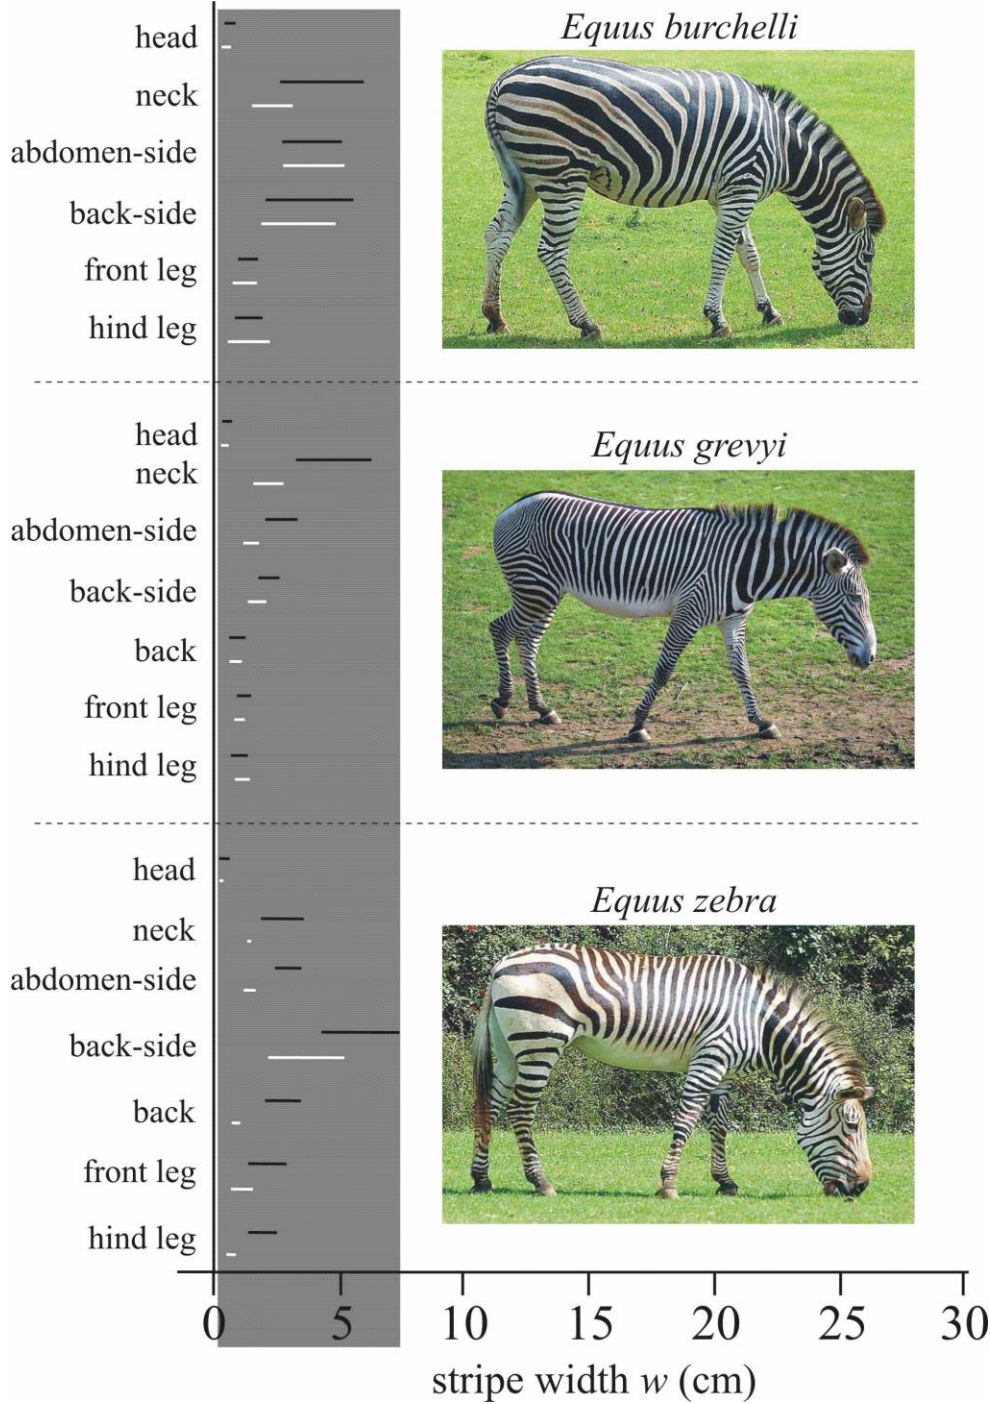 Equus burchelli
head
neck
abdomen-side
back-side
front leg
hind leg
Equus grevyi
head
neck
abdomen-side
back-side
back
front leg
hind leg
Equus zebra
head
neck
abdomen-side
back-side
back
front leg
hind leg
0 5 10 15 20 25 30
stripe width w (cm)